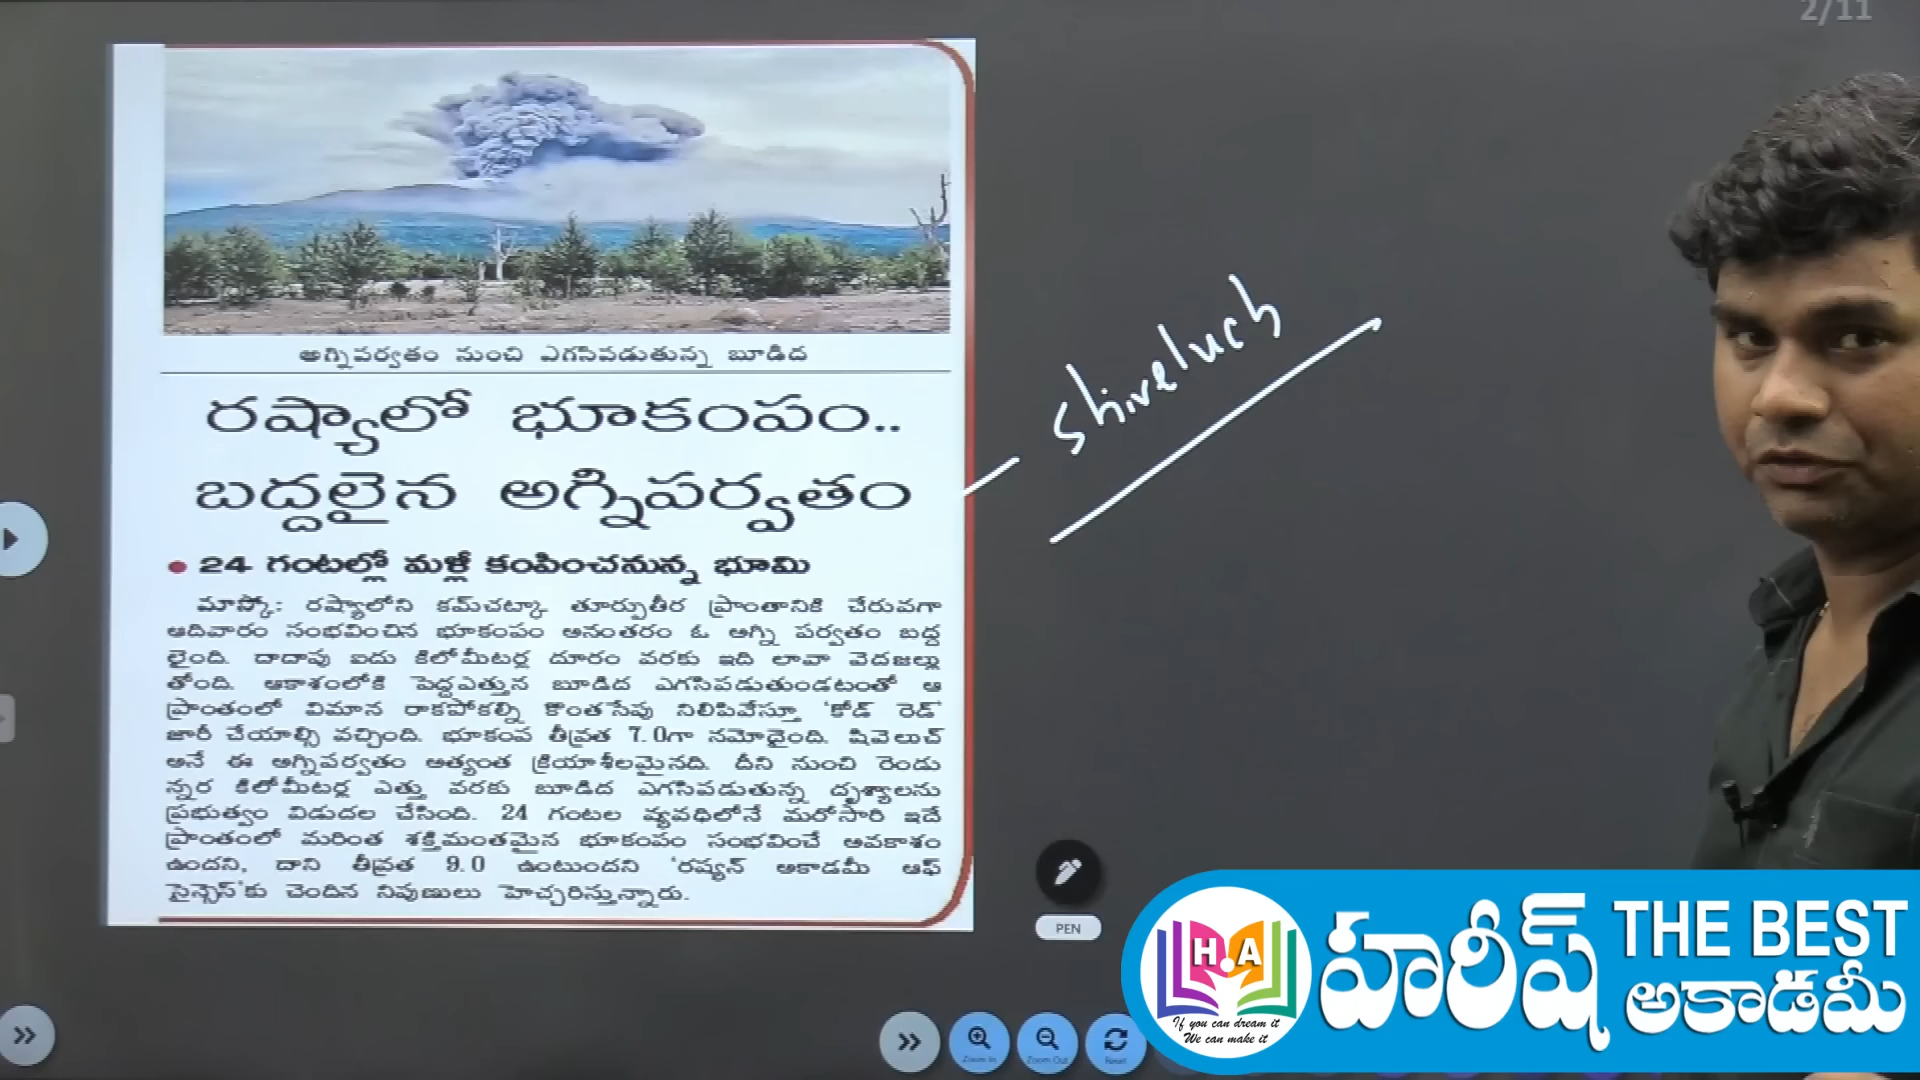 2/11
అగ్నిపర్వతం నుంచి ఎగసిపడుతున్న బూడిద
రష్యాలో భూకంపం..
బద్దలైన అగ్నిపర్వతం
• 24 గంటల్లో మళ్లీ కంపించనున్న భూమి
మాస్కో: రష్యాలోని కమ్‌చట్కా తూర్పుతీర ప్రాంతానికి చేరువగా
ఆదివారం సంభవించిన భూకంపం అనంతరం ఓ అగ్ని పర్వతం బద్ద
లైంది. దాదాపు ఐదు కిలోమీటర్ల దూరం వరకు ఇది లావా వెదజల్లు
తోంది. ఆకాశంలోకి పెద్దఎత్తున బూడిద ఎగసిపడుతుండటంతో ఆ
ప్రాంతంలో విమాన రాకపోకల్ని కొంతసేపు నిలిపివేస్తూ 'కోడ్ రెడ్'
జారీ చేయాల్సి వచ్చింది. భూకంప తీవ్రత 7.0గా నమోదైంది. షివెలుచ్
అనే ఈ అగ్నిపర్వతం అత్యంత క్రియాశీలమైనది. దీని నుంచి రెండు
న్నర కిలోమీటర్ల ఎత్తు వరకు బూడిద ఎగసిపడుతున్న దృశ్యాలను
ప్రభుత్వం విడుదల చేసింది. 24 గంటల వ్యవధిలోనే మరోసారి ఇదే
ప్రాంతంలో మరింత శక్తిమంతమైన భూకంపం సంభవించే అవకాశం
ఉందని, దాని తీవ్రత 9.0 ఉంటుందని 'రష్యన్ అకాడమీ ఆఫ్
సైన్సెస్'కు చెందిన నిపుణులు హెచ్చరిస్తున్నారు.
shiveluch
PEN
Zoom In
Zoom Out
Reset
H.A
If you can dream it
We can make it
హరీష్
THE BEST
అకాడమీ